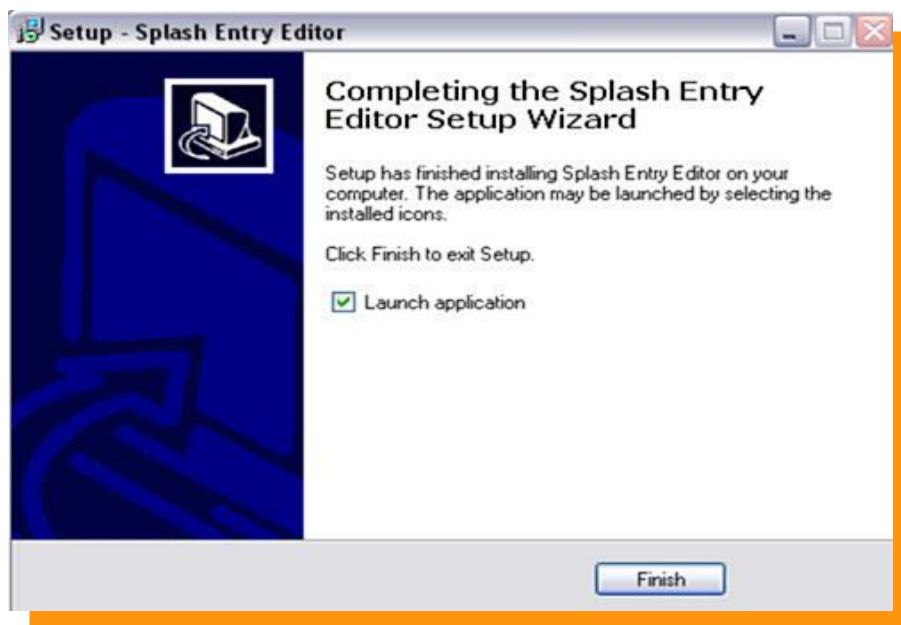 Setup - Splash Entry Editor
Completing the Splash Entry
Editor Setup Wizard
Setup has finished installing Splash Entry Editor on your
computer. The application may be launched by selecting the
installed icons.
Click Finish to exit Setup.
Launch application
Finish